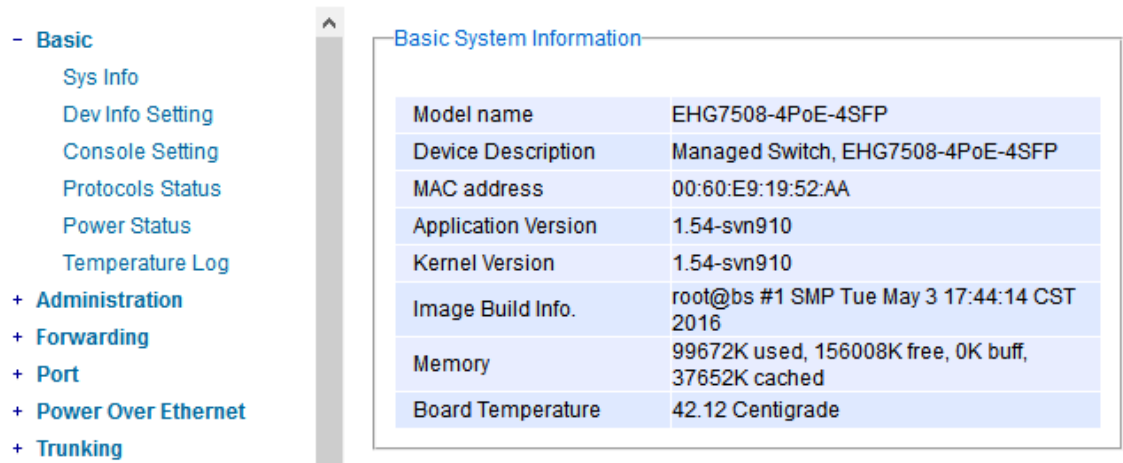 - Basic
Sys Info
Dev Info Setting
Console Setting
Protocols Status
Power Status
Temperature Log
+ Administration
+ Forwarding
+ Port
+ Power Over Ethernet
+ Trunking
Basic System Information
Model name EHG7508-4PoE-4SFP
Device Description Managed Switch, EHG7508-4PoE-4SFP
MAC address 00:60:E9:19:52:AA
Application Version 1.54-svn910
Kernel Version 1.54-svn910
Image Build Info. root@bs #1 SMP Tue May 3 17:44:14 CST
2016
Memory 99672K used, 156008K free, 0K buff,
37652K cached
Board Temperature 42.12 Centigrade